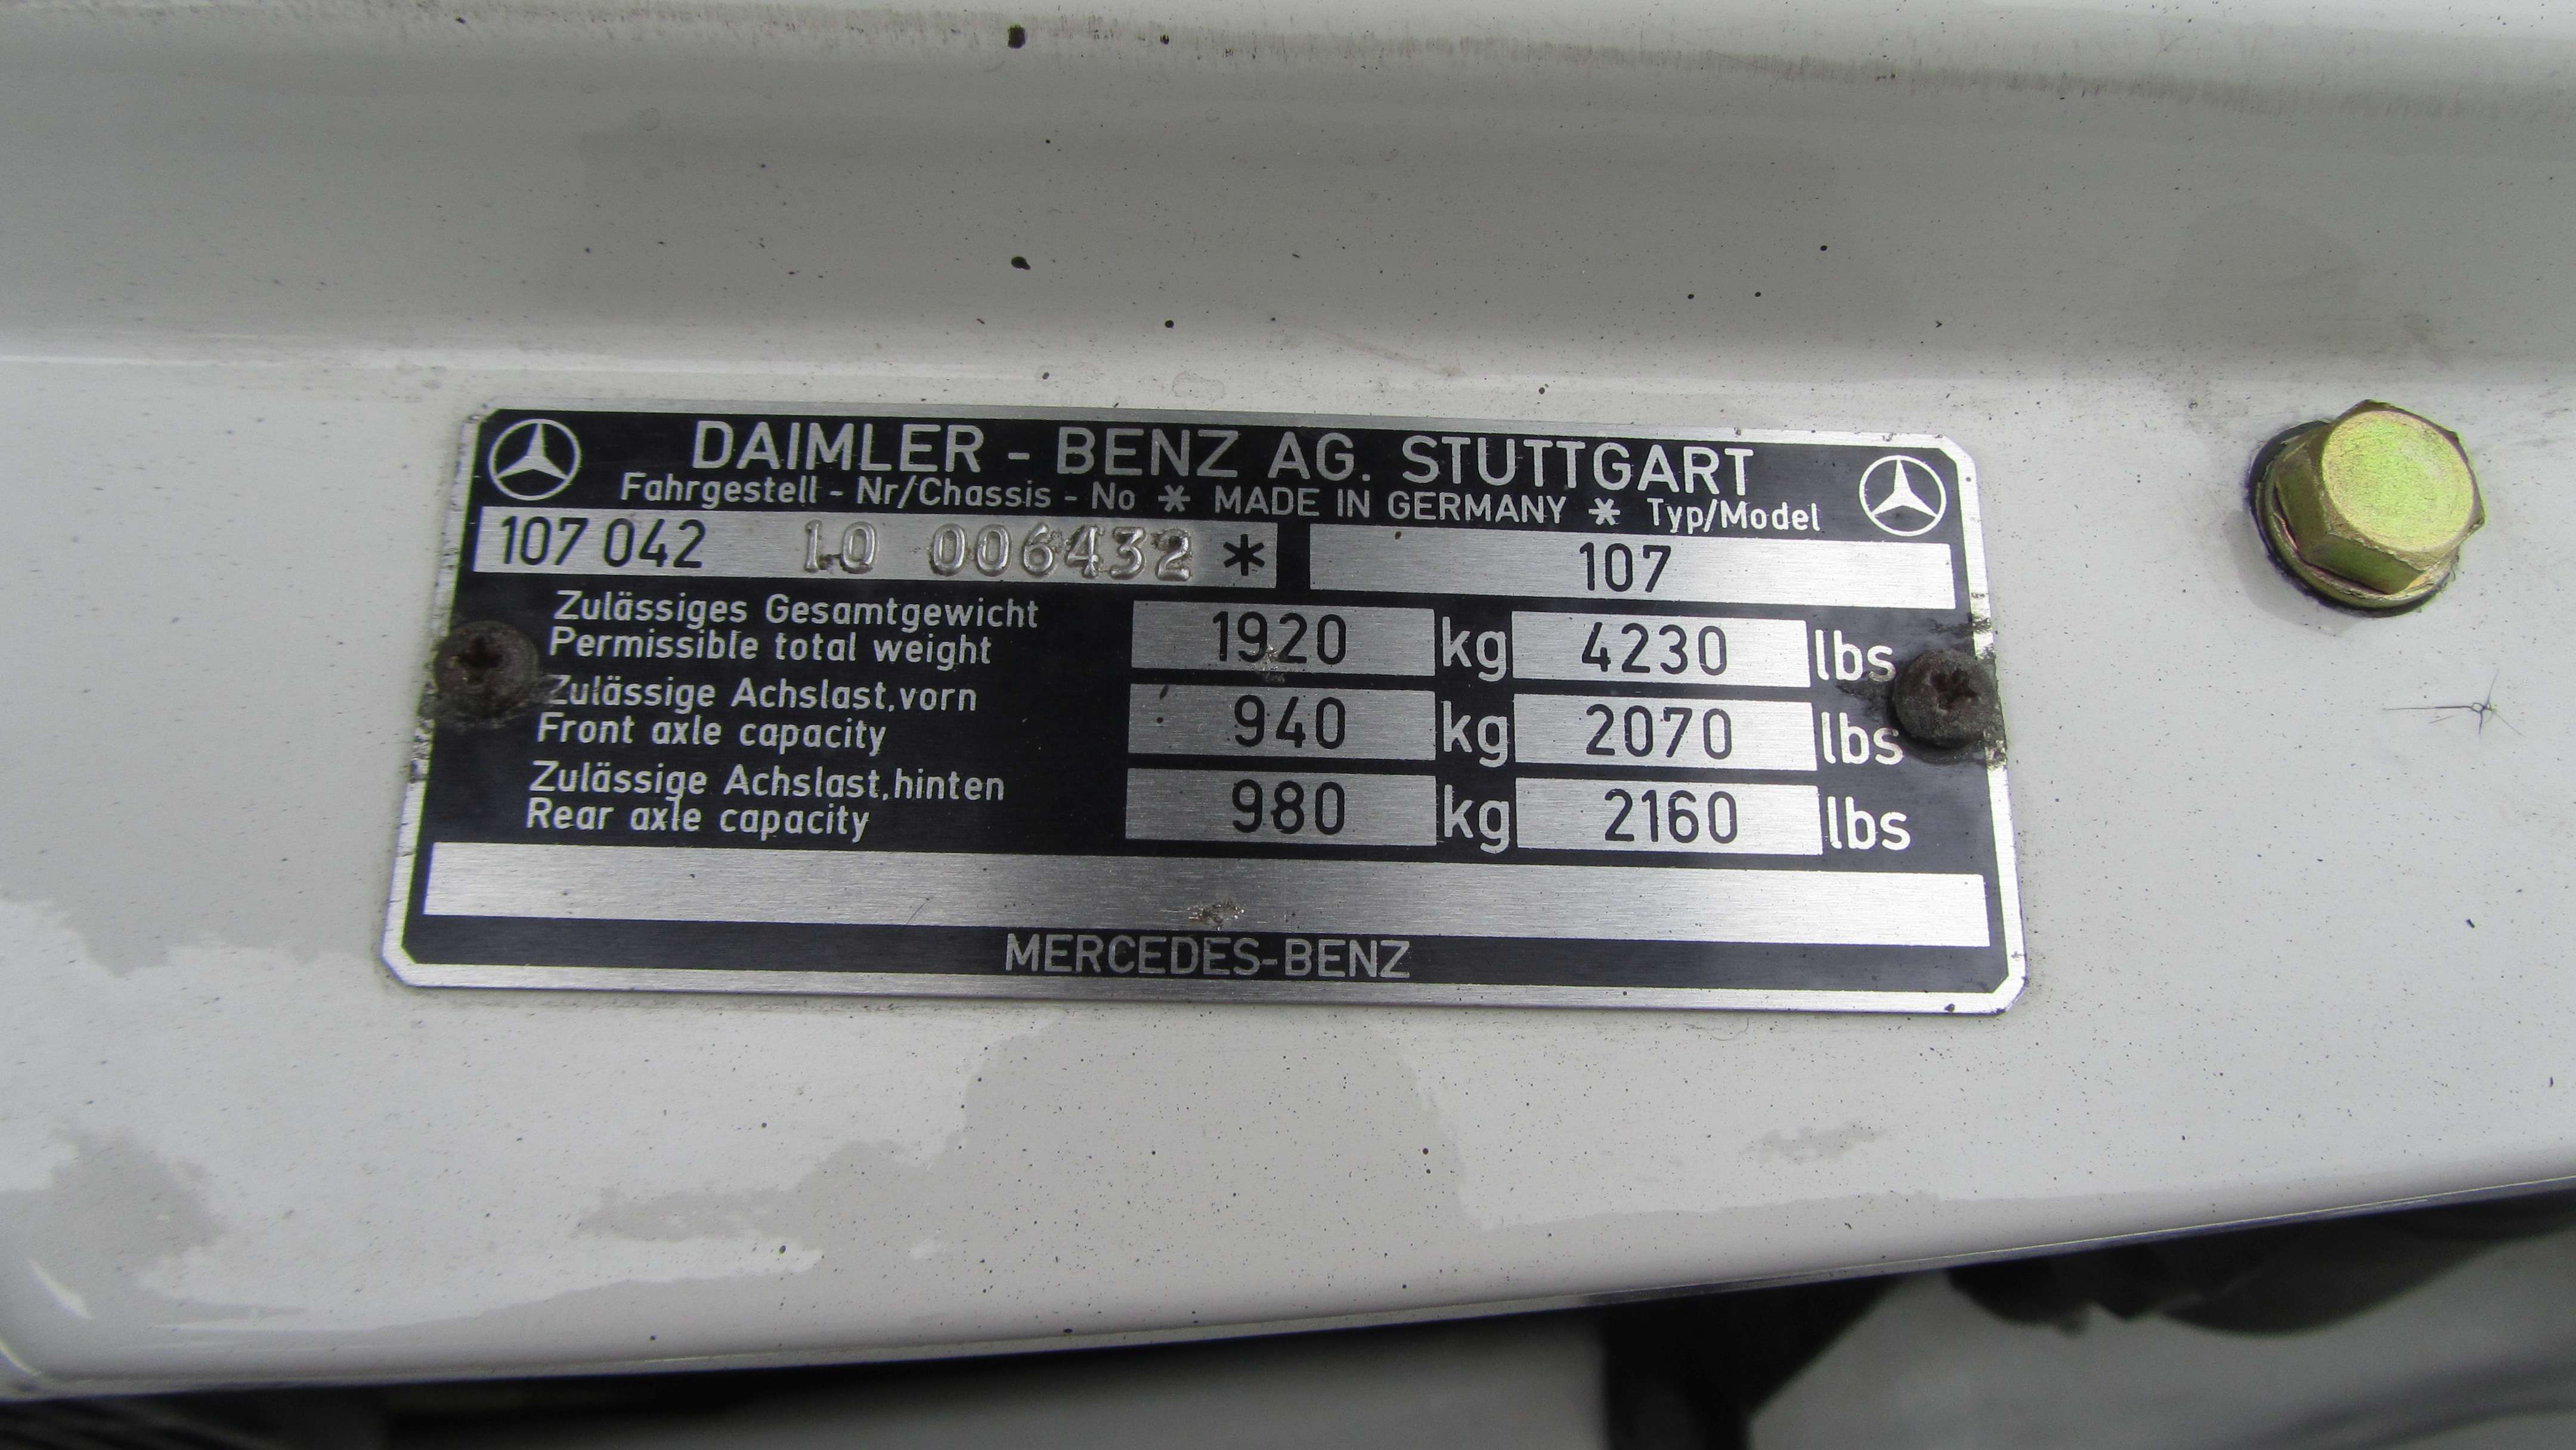 DAIMLER - BENZ AG. STUTTGART
Fahrgestell - Nr/Chassis - No * MADE IN GERMANY * Typ/Model
107 042 10 006432 * 107
Zulässiges Gesamtgewicht
Permissible total weight 1920 kg 4230 lbs
Zulässige Achslast,vorn
Front axle capacity 940 kg 2070 lbs
Zulässige Achslast,hinten
Rear axle capacity 980 kg 2160 lbs
MERCEDES-BENZ